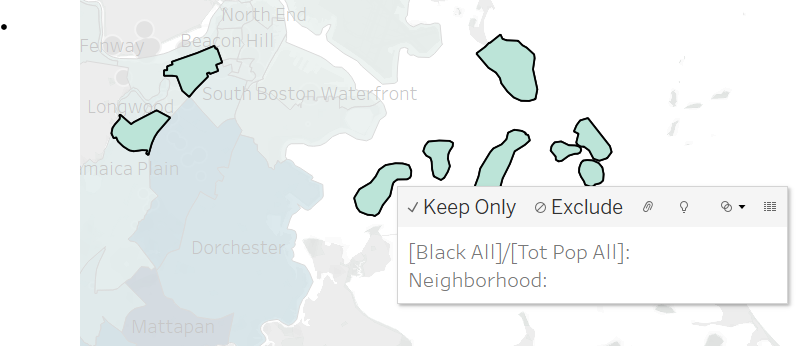 North End
Fenway
Beacon Hill
South Boston Waterfront
Longwood
maica Plain
Keep Only
Exclude
[Black All]/[Tot Pop All]:
Dorchester
Neighborhood:
Mattapan